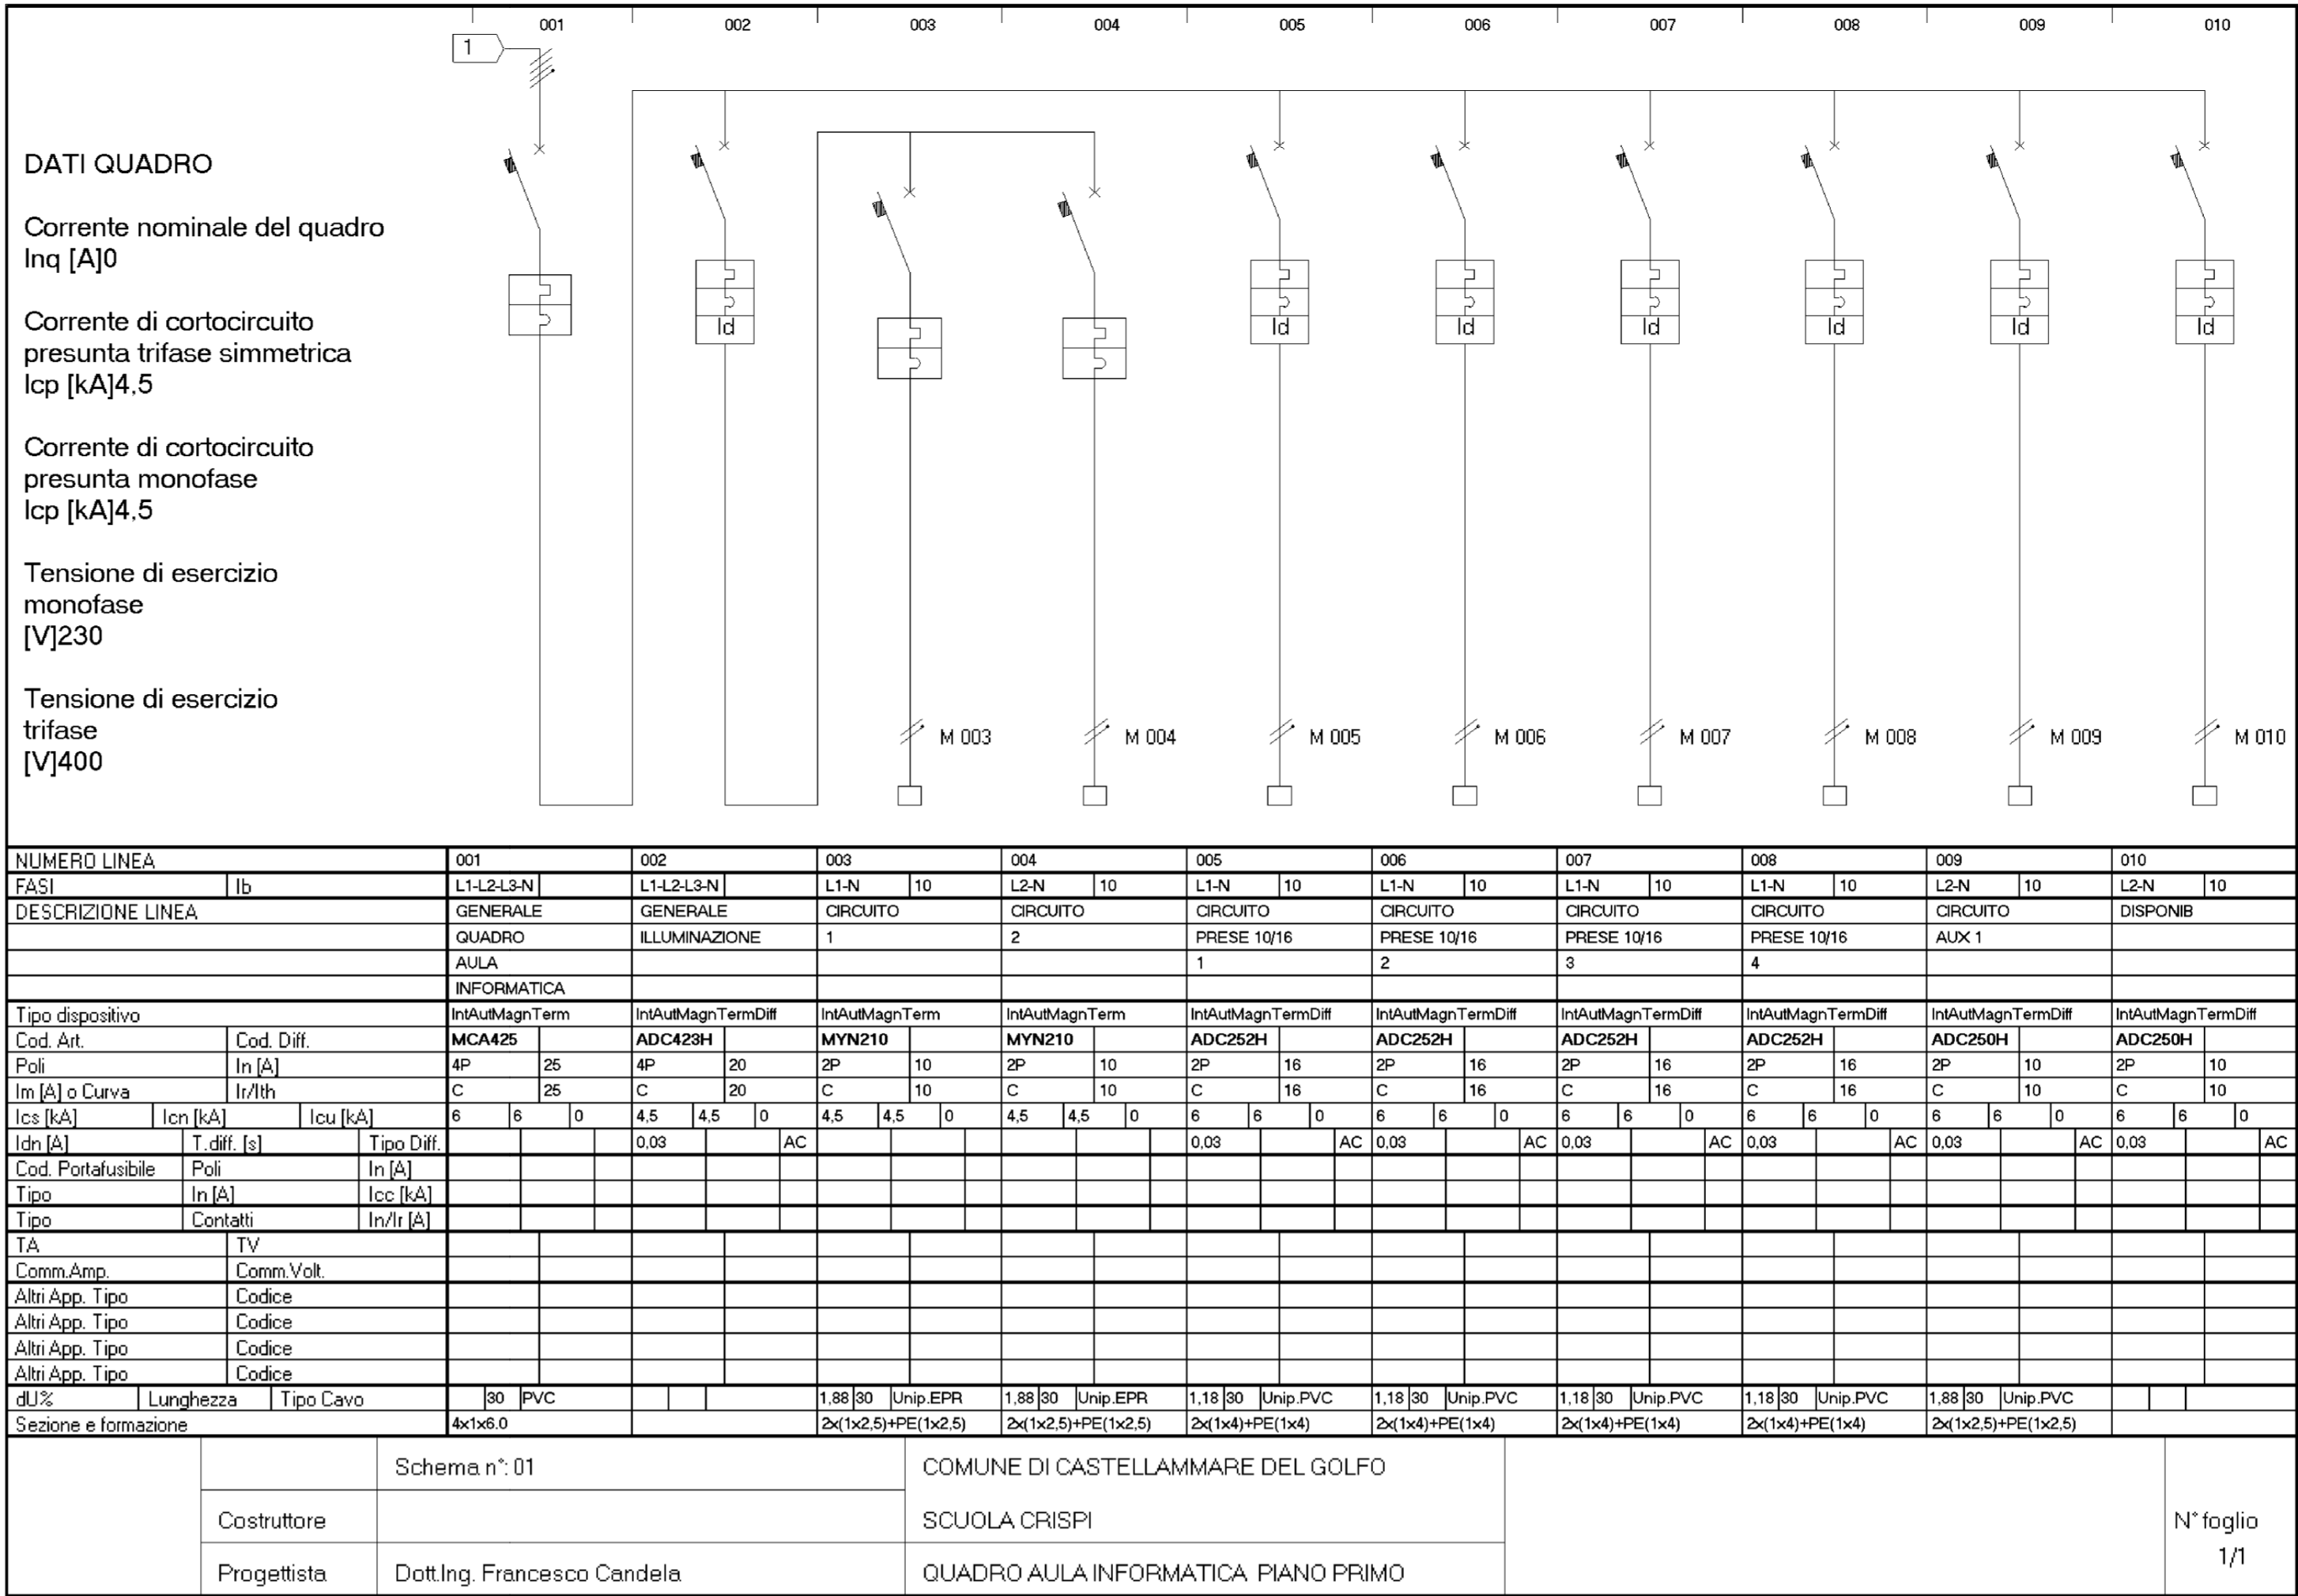 001 002 003 004 005 006 007 008 009 010
1
DATI QUADRO
Corrente nominale del quadro
Inq [A]0
Corrente di cortocircuito
presunta trifase simmetrica
Icp [kA]4,5
Corrente di cortocircuito
presunta monofase
Icp [kA]4,5
Tensione di esercizio
monofase
[V]230
Tensione di esercizio
trifase
[V]400
Id Id Id Id Id Id Id
M 003 M 004 M 005 M 006 M 007 M 008 M 009 M 010
NUMERO LINEA 001 002 003 004 005 006 007 008 009 010
FASI Ib L1-L2-L3-N L1-L2-L3-N L1-N 10 L2-N 10 L1-N 10 L1-N 10 L1-N 10 L1-N 10 L2-N 10 L2-N 10
DESCRIZIONE LINEA GENERALE GENERALE CIRCUITO CIRCUITO CIRCUITO CIRCUITO CIRCUITO CIRCUITO CIRCUITO DISPONIB
QUADRO ILLUMINAZIONE 1 2 PRESE 10/16 PRESE 10/16 PRESE 10/16 PRESE 10/16 AUX 1
AULA 1 2 3 4
INFORMATICA
Tipo dispositivo IntAutMagnTerm IntAutMagnTermDiff IntAutMagnTerm IntAutMagnTerm IntAutMagnTermDiff IntAutMagnTermDiff IntAutMagnTermDiff IntAutMagnTermDiff IntAutMagnTermDiff IntAutMagnTermDiff
Cod. Art. Cod. Diff. MCA425 ADC423H MYN210 MYN210 ADC252H ADC252H ADC252H ADC252H ADC250H ADC250H
Poli In [A] 4P 25 4P 20 2P 10 2P 10 2P 16 2P 16 2P 16 2P 16 2P 10 2P 10
Im [A] o Curva Ir/Ith C 25 C 20 C 10 C 10 C 16 C 16 C 16 C 16 C 10 C 10
Ics [kA] Icn [kA] Icu [kA] 6 6 0 4,5 4,5 0 4,5 4,5 0 4,5 4,5 0 6 6 0 6 6 0 6 6 0 6 6 0 6 6 0 6 6 0
Idn [A] T.diff. [s] Tipo Diff. 0,03 AC 0,03 AC 0,03 AC 0,03 AC 0,03 AC 0,03 AC 0,03 AC
Cod. Portafusibile Poli In [A]
Tipo In [A] Icc [kA]
Tipo Contatti In/Ir [A]
TA TV
Comm.Amp. Comm.Volt.
Altri App. Tipo Codice
Altri App. Tipo Codice
Altri App. Tipo Codice
Altri App. Tipo Codice
dU% Lunghezza Tipo Cavo 30 PVC 1,88 30 Unip.EPR 1,88 30 Unip.EPR 1,18 30 Unip.PVC 1,18 30 Unip.PVC 1,18 30 Unip.PVC 1,18 30 Unip.PVC 1,88 30 Unip.PVC
Sezione e formazione 4x1x6.0 2x(1x2,5)+PE(1x2,5) 2x(1x2,5)+PE(1x2,5) 2x(1x4)+PE(1x4) 2x(1x4)+PE(1x4) 2x(1x4)+PE(1x4) 2x(1x4)+PE(1x4) 2x(1x2,5)+PE(1x2,5)
Schema n°: 01 COMUNE DI CASTELLAMMARE DEL GOLFO
Costruttore SCUOLA CRISPI N° foglio
1/1
Progettista Dott.Ing. Francesco Candela QUADRO AULA INFORMATICA PIANO PRIMO